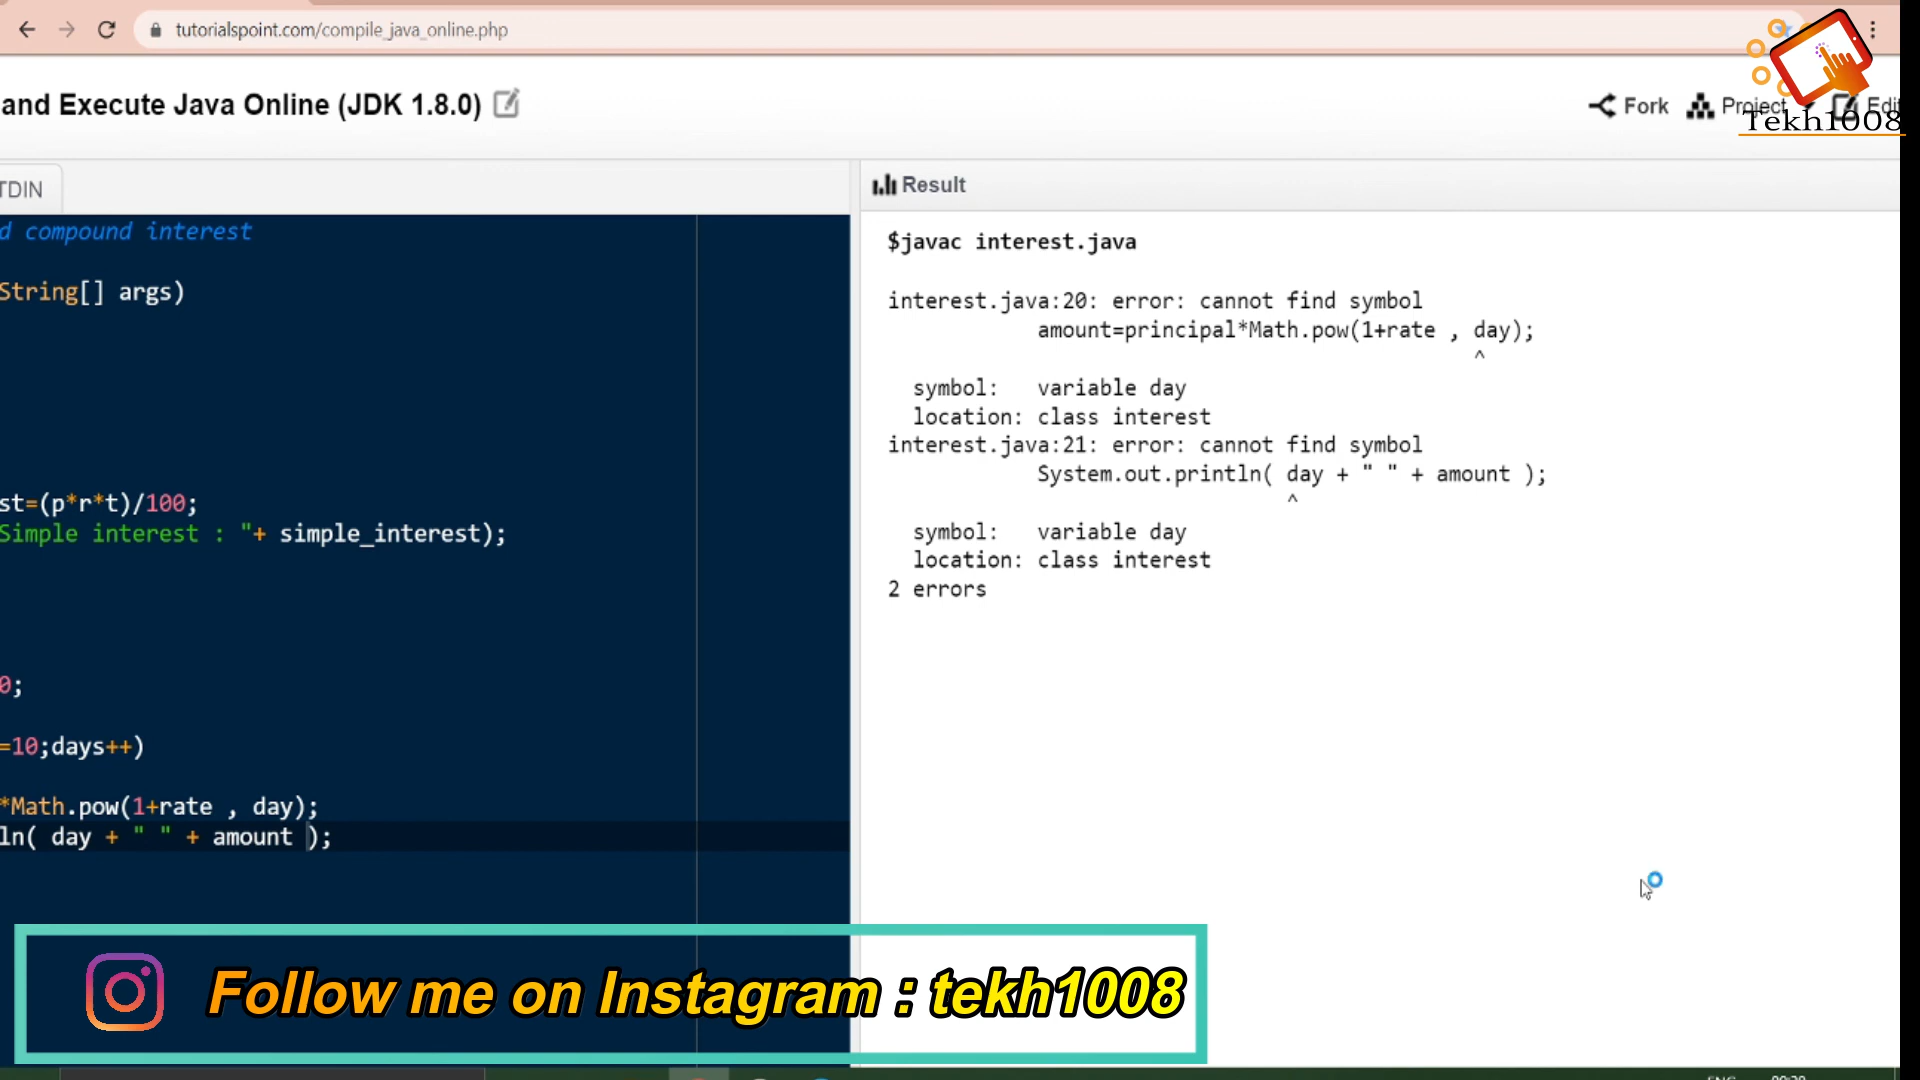 tutorialspoint.com/compile_java_online.php
and Execute Java Online (JDK 1.8.0)
Fork
Project
Edit
Tekh1008
TDIN
Result
d compound interest
String[] args)
st=(p*r*t)/100;
Simple interest : "+ simple_interest);
0;
=10;days++)
*Math.pow(1+rate , day);
ln( day + " " + amount );
$javac interest.java
interest.java:20: error: cannot find symbol
amount=principal*Math.pow(1+rate , day);
^
symbol: variable day
location: class interest
interest.java:21: error: cannot find symbol
System.out.println( day + " " + amount );
^
symbol: variable day
location: class interest
2 errors
Follow me on Instagram : tekh1008